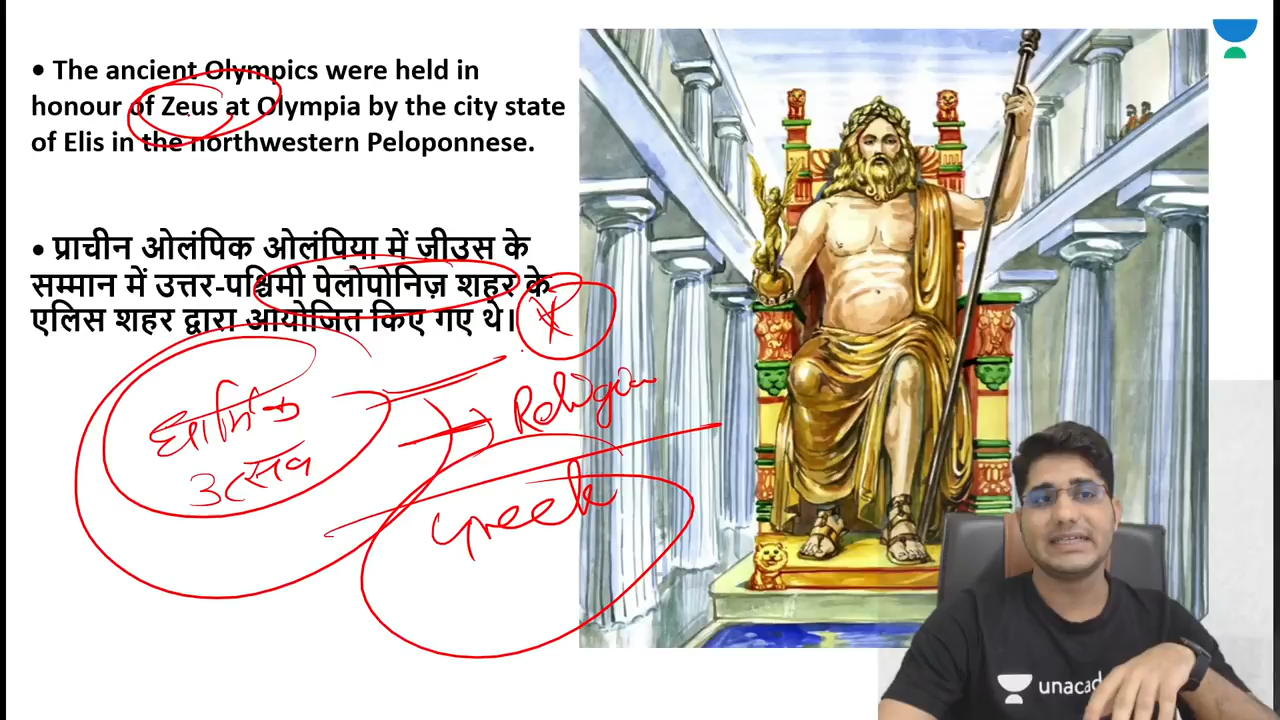 • The ancient Olympics were held in
honour of Zeus at Olympia by the city state
of Elis in the northwestern Peloponnese.
• प्राचीन ओलंपिक ओलंपिया में जीउस के
सम्मान में उत्तर-पश्चिमी पेलोपोनिज़ शहर के
एलिस शहर द्वारा आयोजित किए गए थे।
धार्मिक
उत्सव
Religion
Greek
unacad